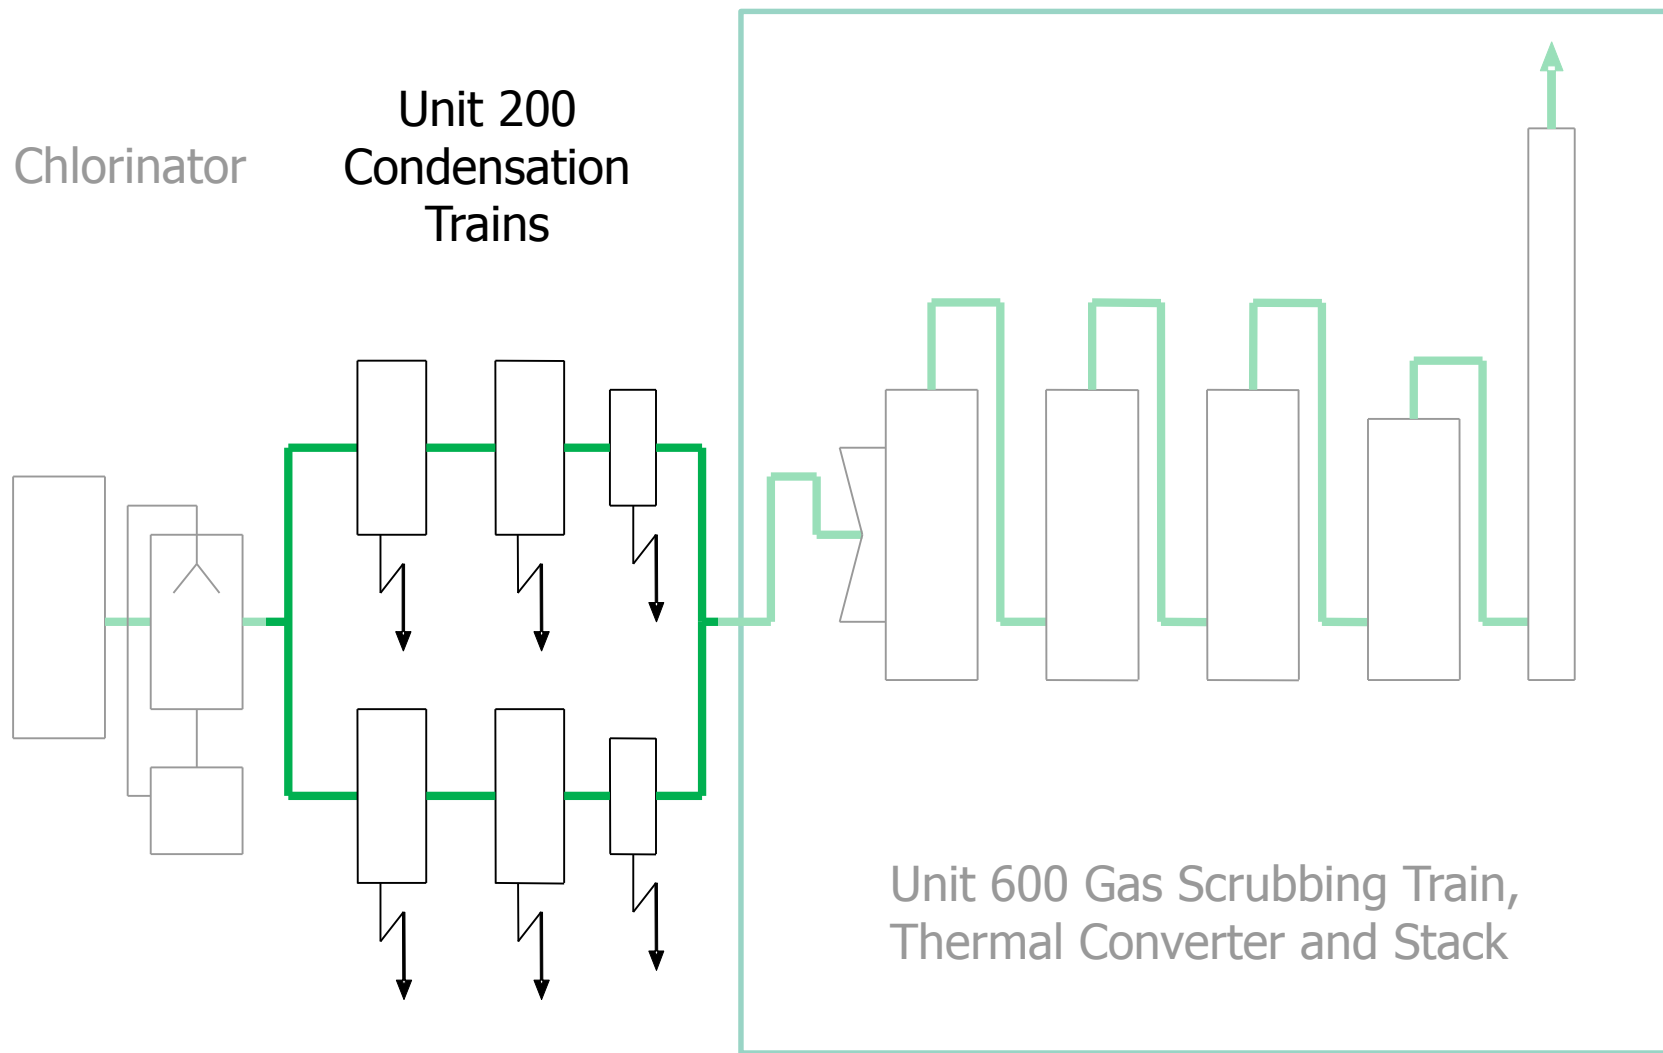 Chlorinator
Unit 200
Condensation
Trains
Unit 600 Gas Scrubbing Train,
Thermal Converter and Stack